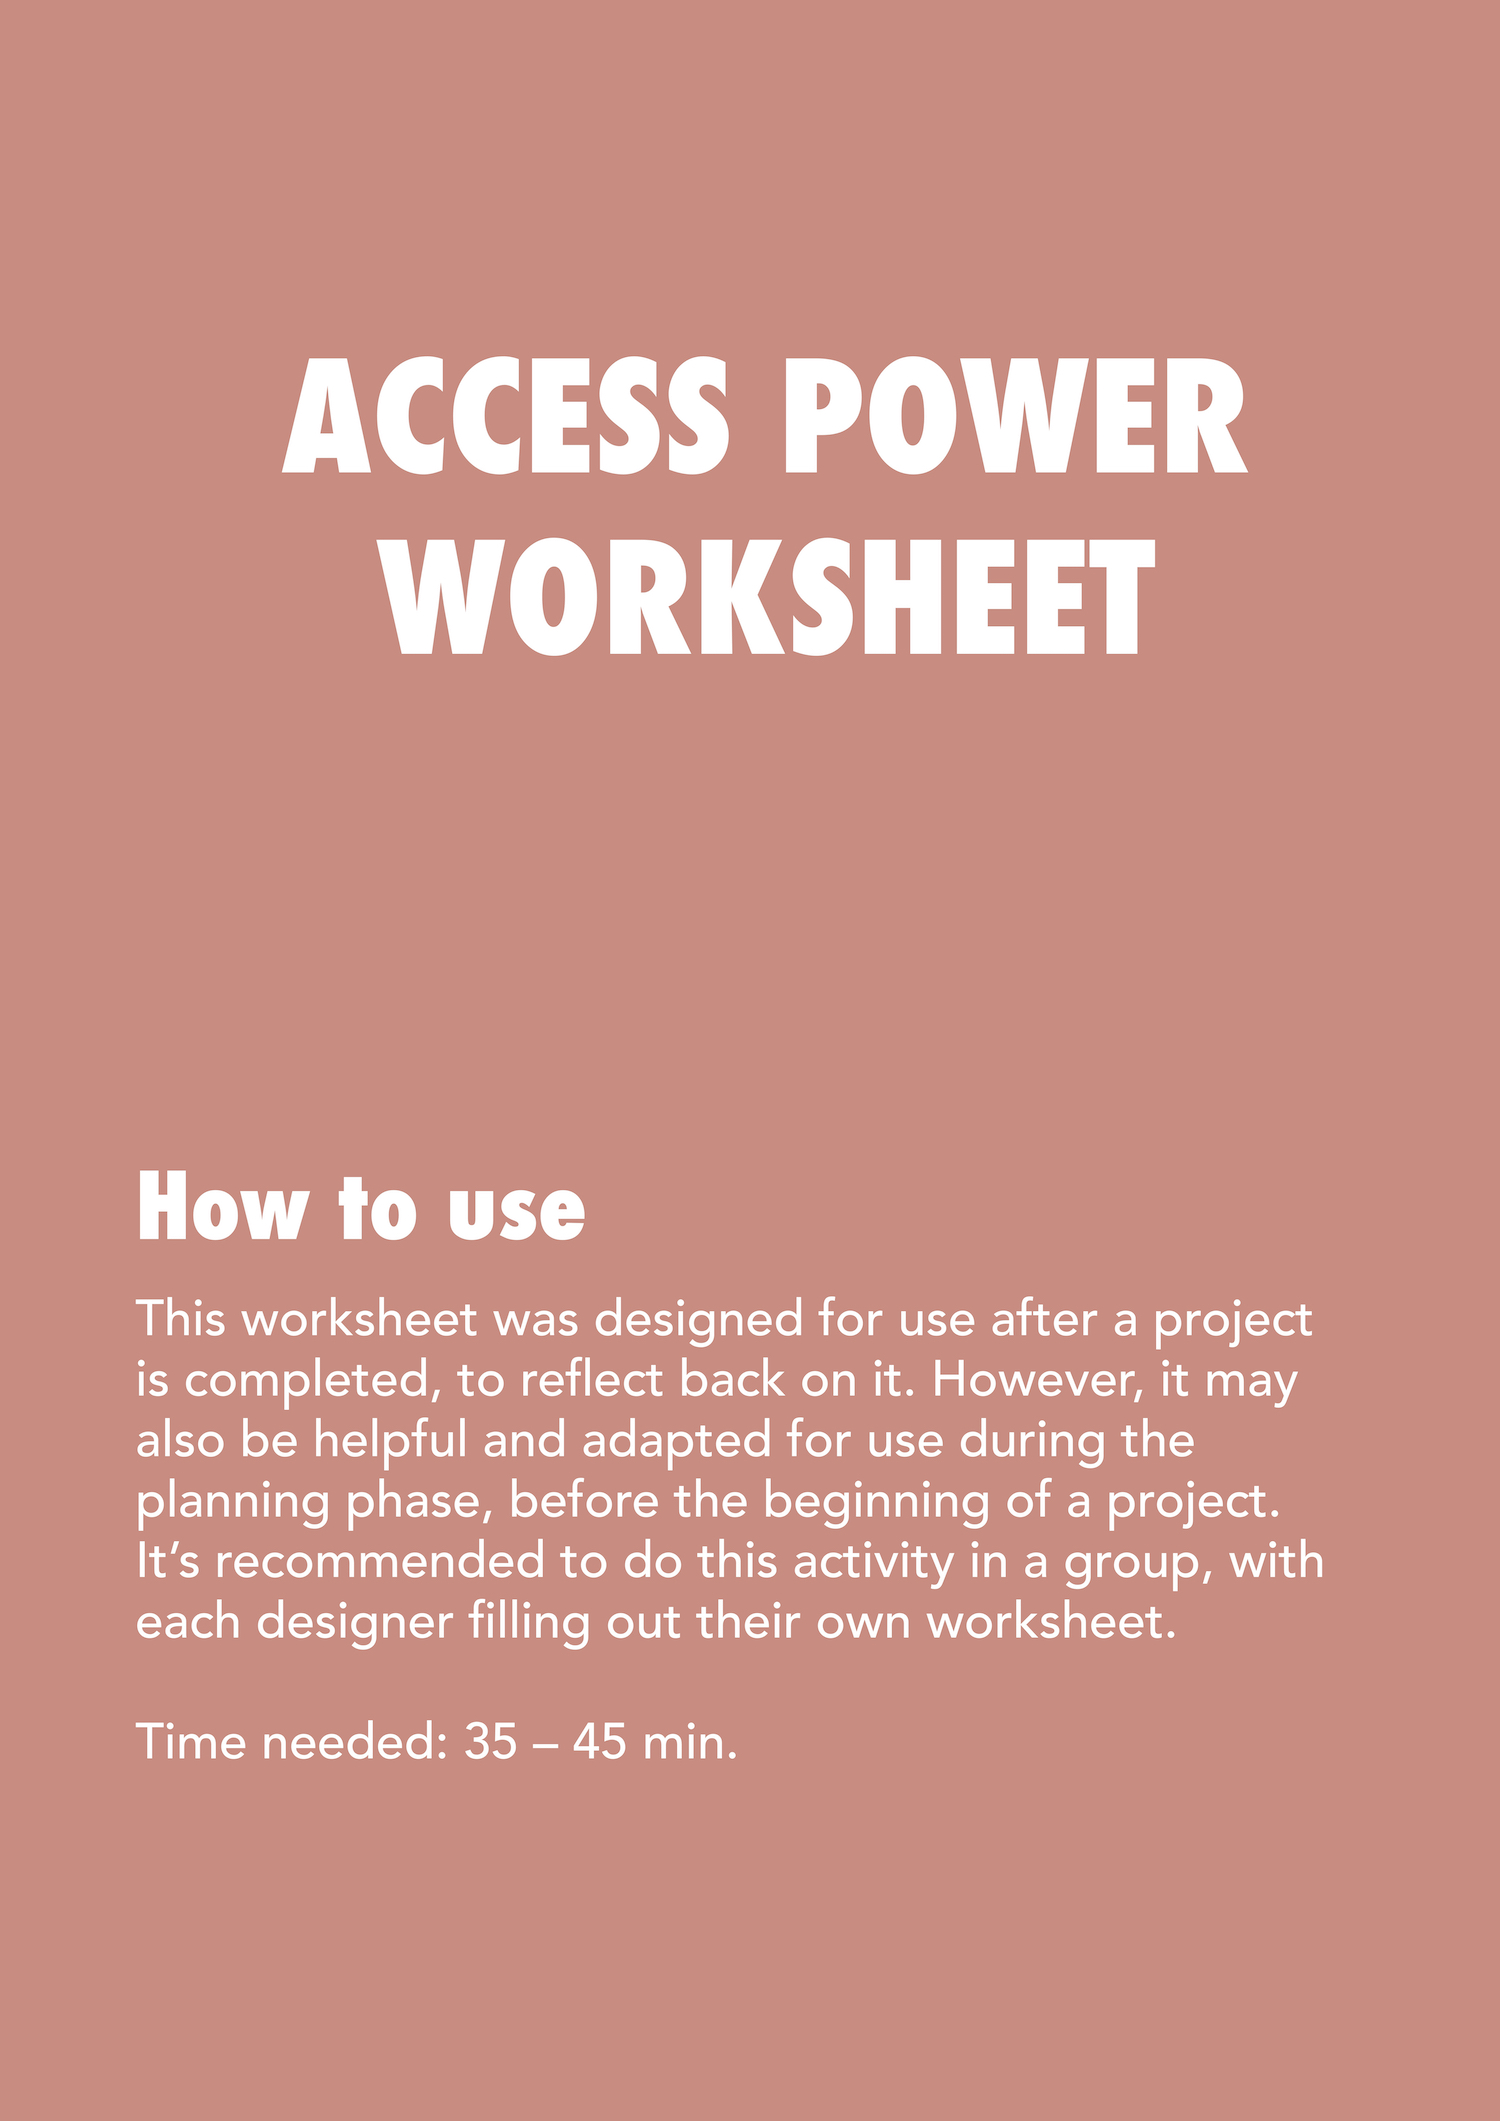 ACCESS POWER
WORKSHEET
How to use
This worksheet was designed for use after a project
is completed, to reflect back on it. However, it may
also be helpful and adapted for use during the
planning phase, before the beginning of a project.
It’s recommended to do this activity in a group, with
each designer filling out their own worksheet.
Time needed: 35 – 45 min.